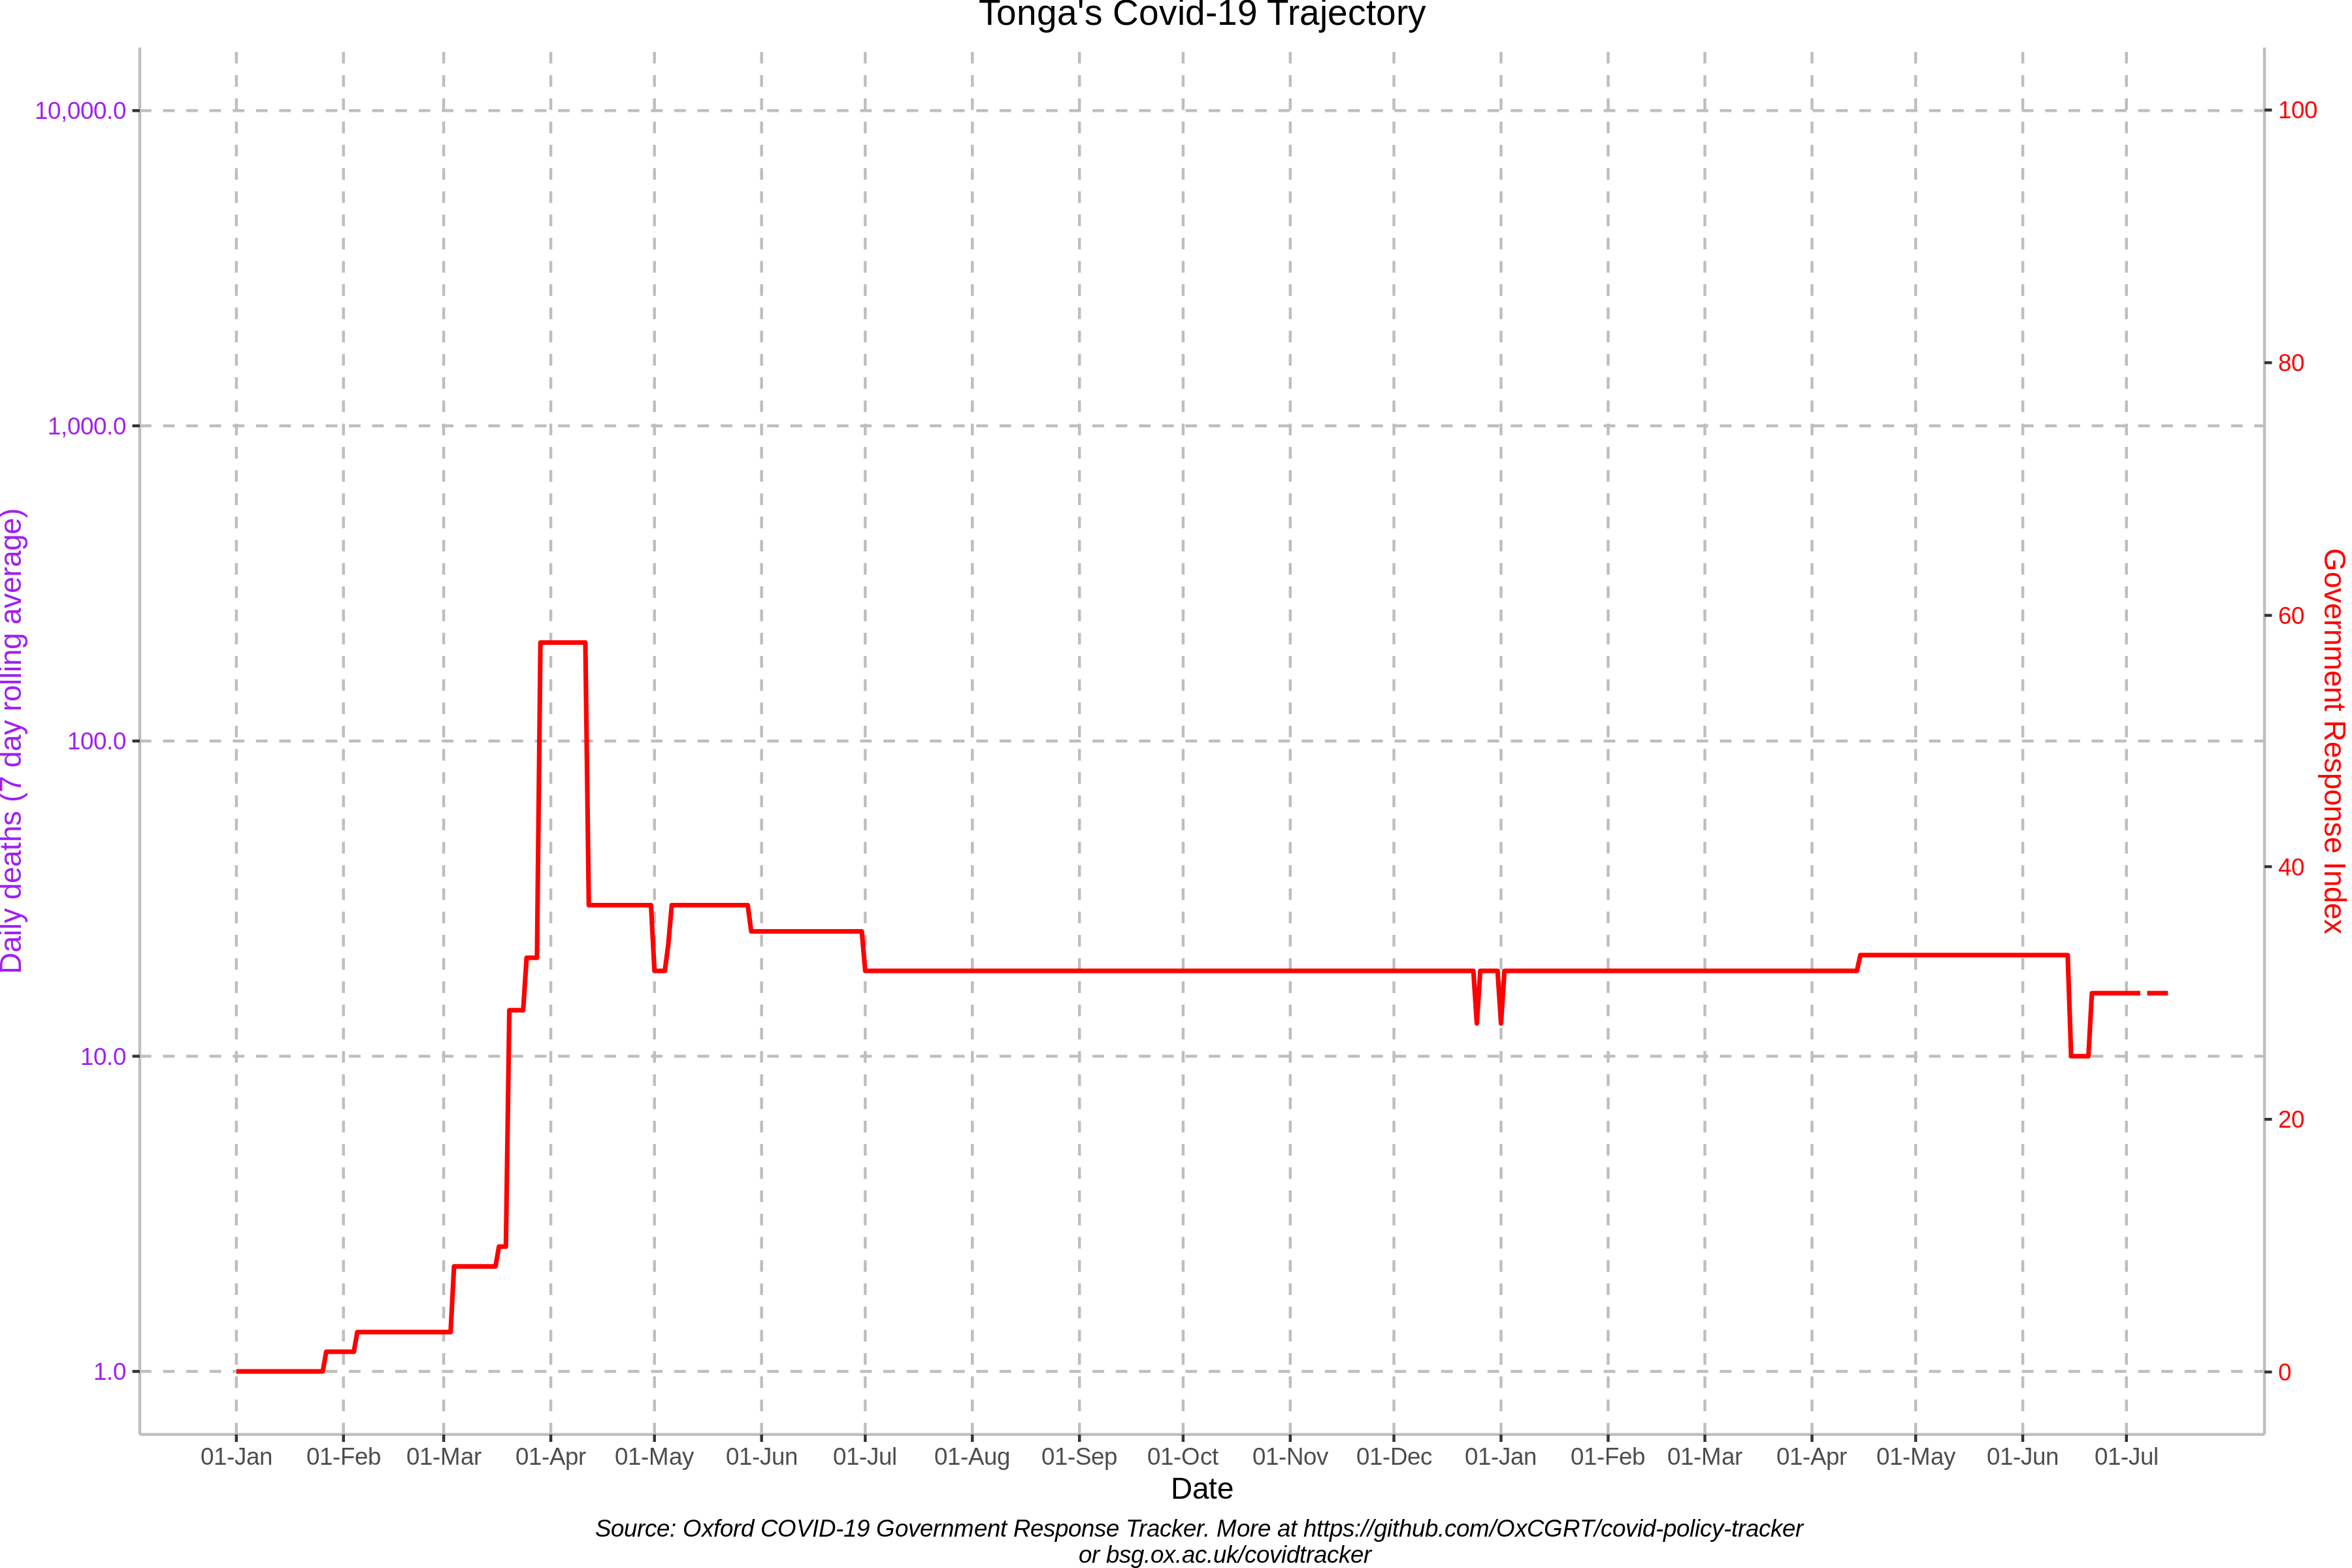 Tonga's Covid-19 Trajectory
Daily deaths (7 day rolling average)
10,000.0
1,000.0
100.0
10.0
1.0
100
80
60
40
20
0
Government Response Index
01-Jan 01-Feb 01-Mar 01-Apr 01-May 01-Jun 01-Jul 01-Aug 01-Sep 01-Oct 01-Nov 01-Dec 01-Jan 01-Feb 01-Mar 01-Apr 01-May 01-Jun 01-Jul
Date
Source: Oxford COVID-19 Government Response Tracker. More at https://github.com/OxCGRT/covid-policy-tracker
or bsg.ox.ac.uk/covidtracker